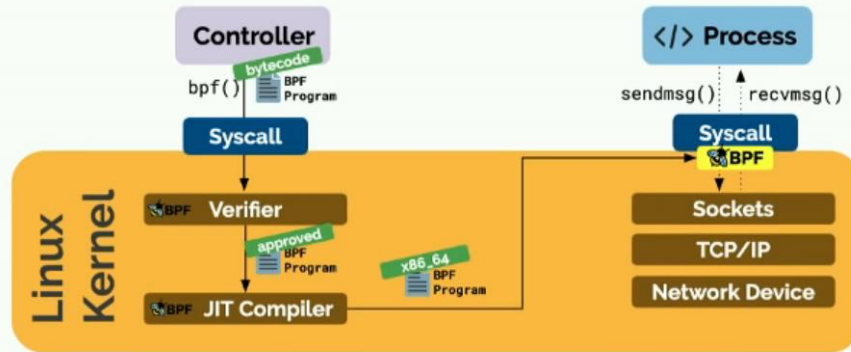 Controller
bytecode
bpf()
BPF
Program
Syscall
Linux
Kernel
BPF Verifier
approved
BPF
Program
BPF JIT Compiler
x86_64
BPF
Program
</> Process
sendmsg()
recvmsg()
Syscall
BPF
Sockets
TCP/IP
Network Device